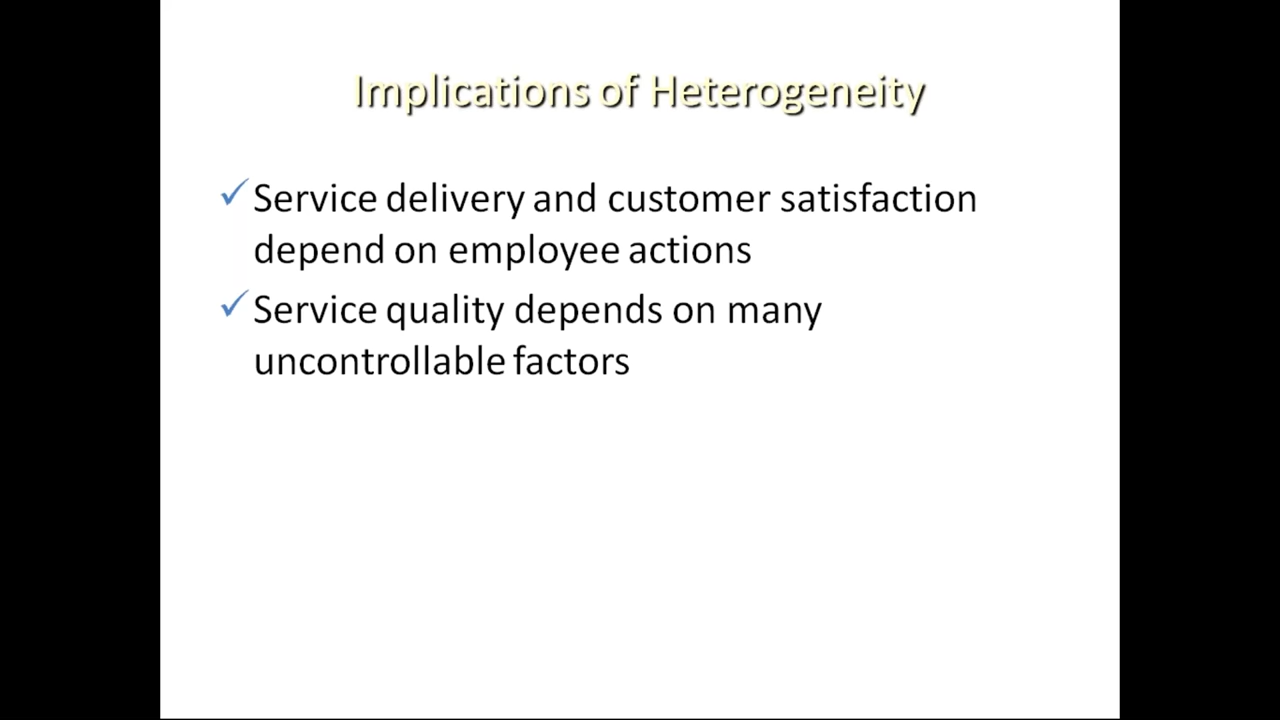 Implications of Heterogeneity
Service delivery and customer satisfaction
depend on employee actions
Service quality depends on many
uncontrollable factors